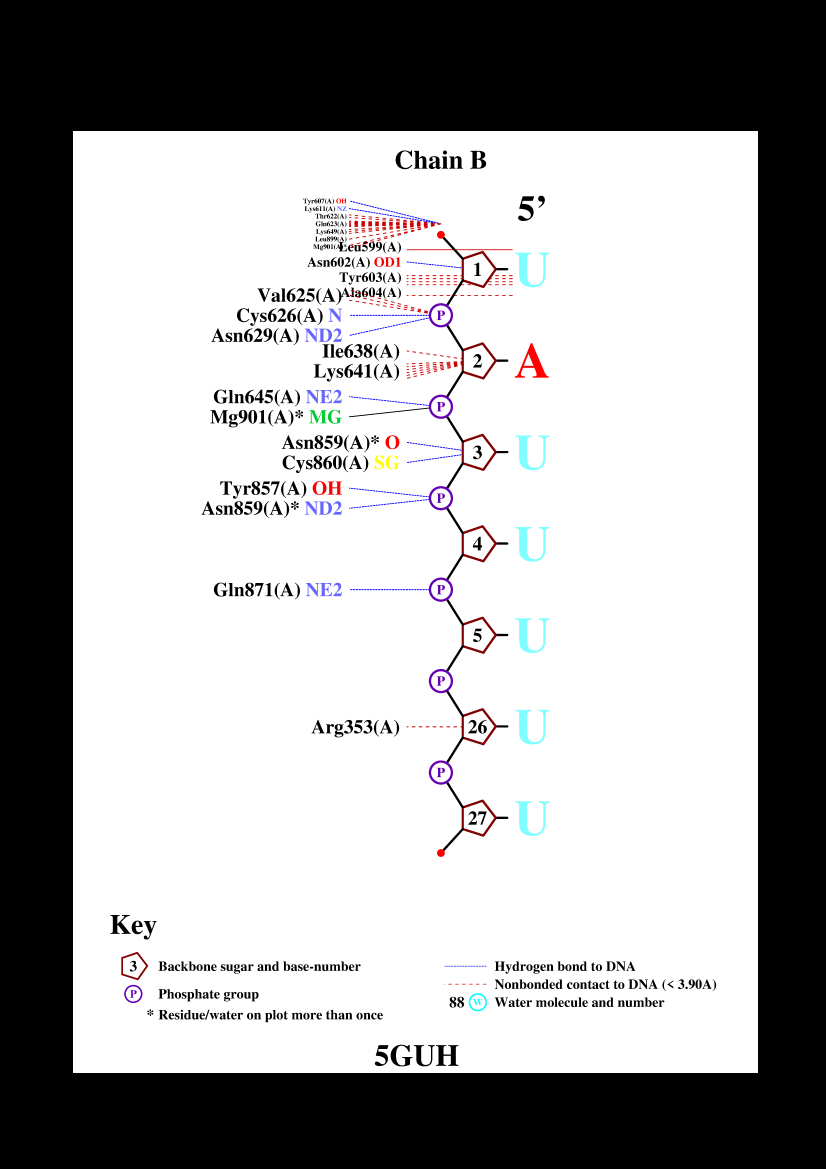 Chain B
5’
Tyr607(A) OH
Lys611(A) NZ
Thr622(A)
Gln623(A)
Lys649(A)
Leu899(A)
Mg901(A)*
Leu599(A)
Asn602(A) OD1
1 U
Tyr603(A)
Ala604(A)
Val625(A)
Cys626(A) N
P
Asn629(A) ND2
Ile638(A)
2 A
Lys641(A)
Gln645(A) NE2
P
Mg901(A)* MG
Asn859(A)* O
3 U
Cys860(A) SG
Tyr857(A) OH
P
Asn859(A)* ND2
4 U
Gln871(A) NE2 P
5 U
P
Arg353(A) 26 U
P
27 U
Key
3 Backbone sugar and base-number
P Phosphate group
* Residue/water on plot more than once
Hydrogen bond to DNA
Nonbonded contact to DNA (< 3.90A)
88 W Water molecule and number
5GUH